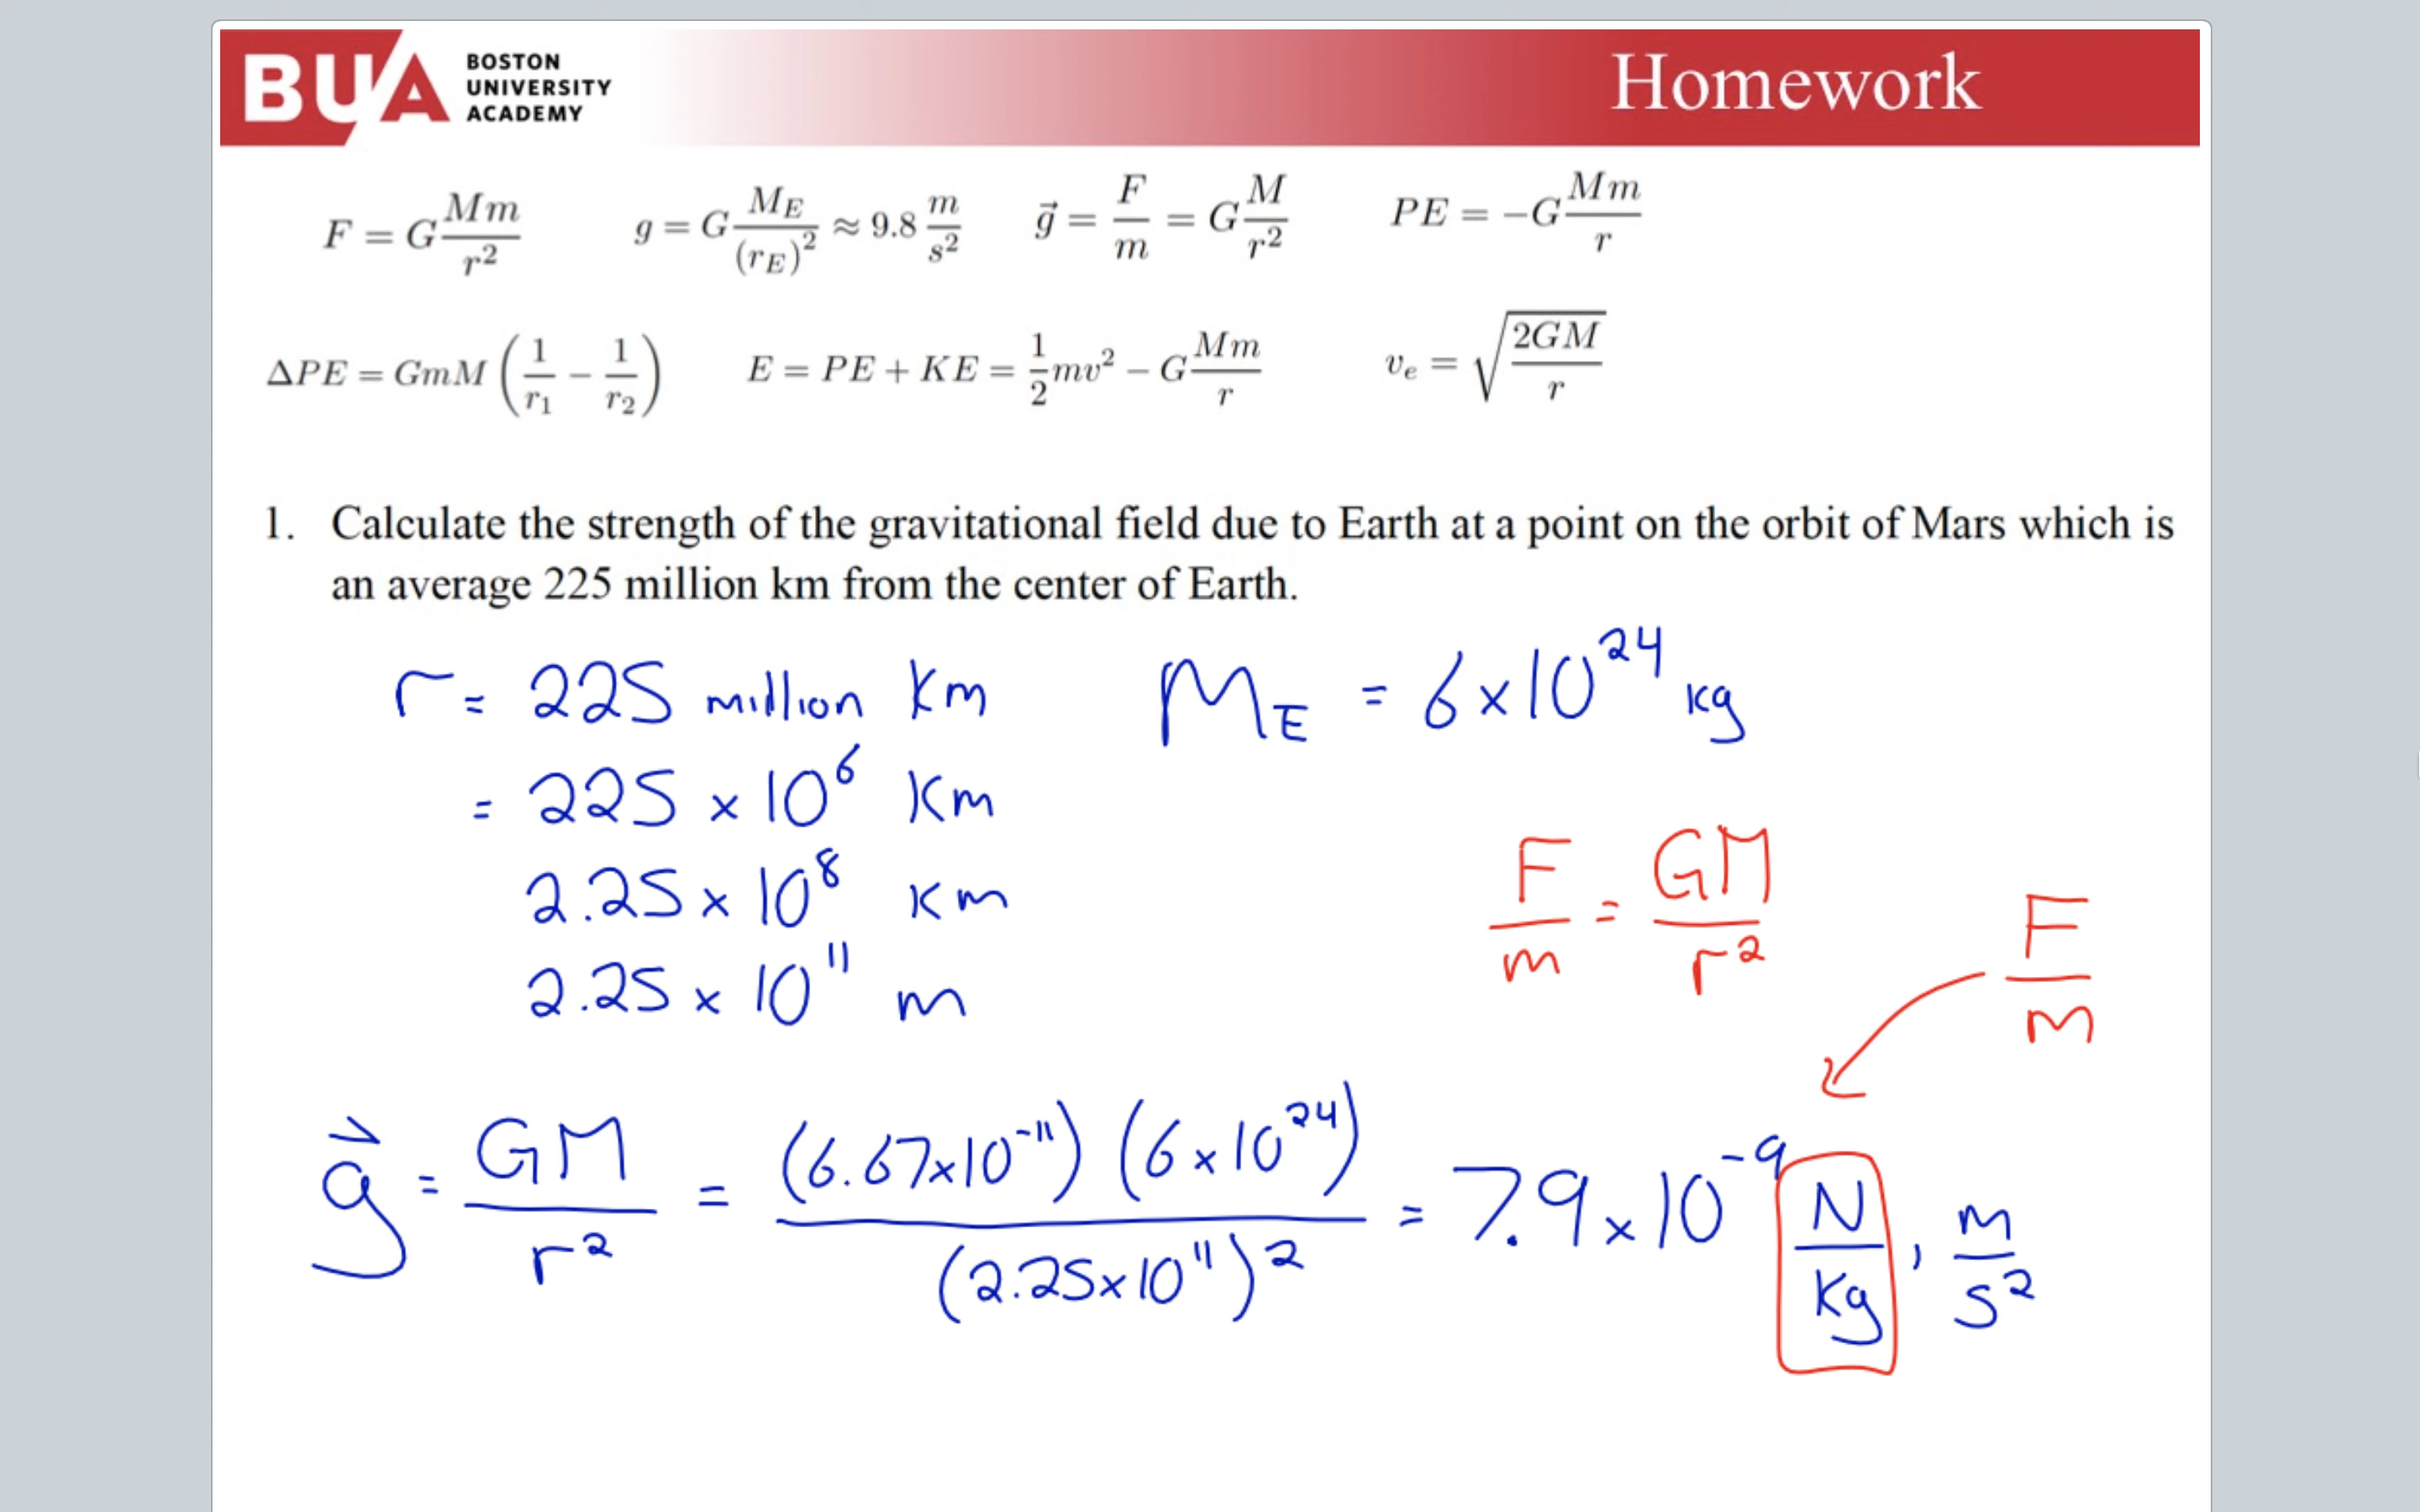 BUA BOSTON UNIVERSITY ACADEMY
Homework
F = G Mm/r² g = G M_E/(r_E)² ≈ 9.8 m/s² g⃗ = F/m = G M/r² PE = −G Mm/r
ΔPE = GmM (1/r₁ − 1/r₂) E = PE + KE = 1/2 mv² − G Mm/r v_e = √(2GM/r)
1. Calculate the strength of the gravitational field due to Earth at a point on the orbit of Mars which is
an average 225 million km from the center of Earth.
r = 225 million Km M_E = 6 x 10²⁴ kg
= 225 x 10⁶ Km
2.25 x 10⁸ Km
2.25 x 10¹¹ m
F/m = GM/r² F/m
g⃗ = GM/r² = (6.67x10⁻¹¹) (6 x 10²⁴)/(2.25x10¹¹)² = 7.9 x 10⁻⁹ N/Kg, m/s²